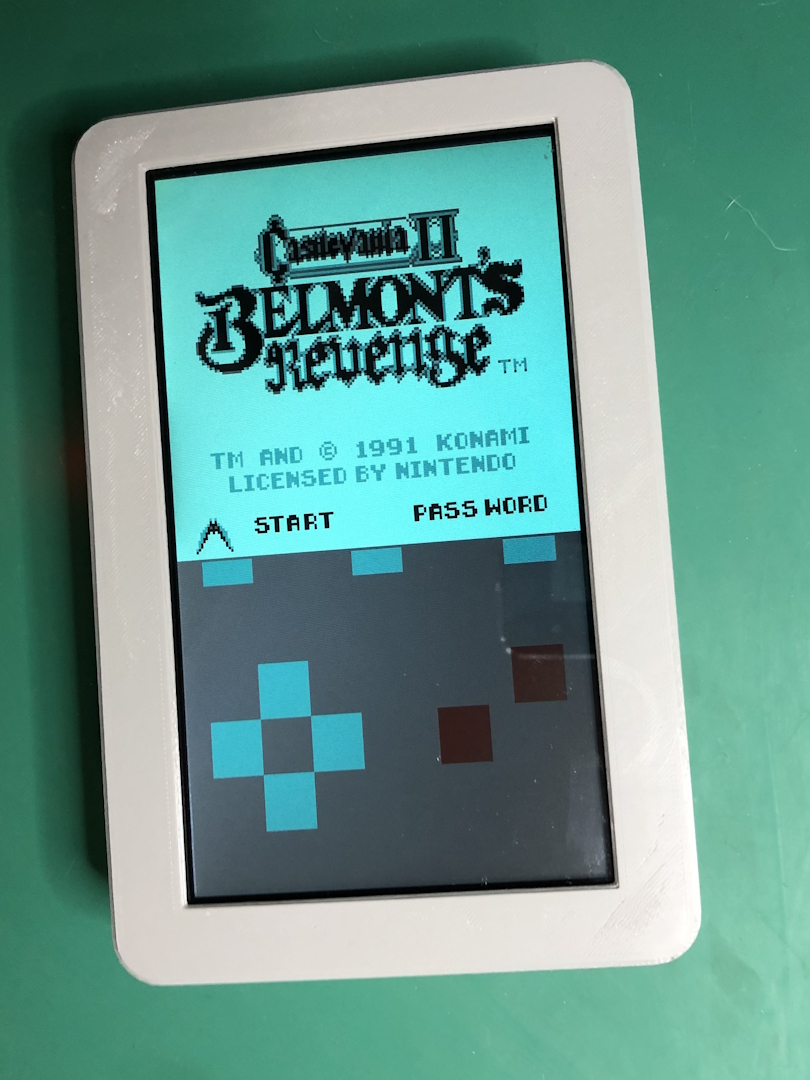 Castlevania II
BELMONT'S
Revenge TM
TM AND © 1991 KONAMI
LICENSED BY NINTENDO
START PASS WORD